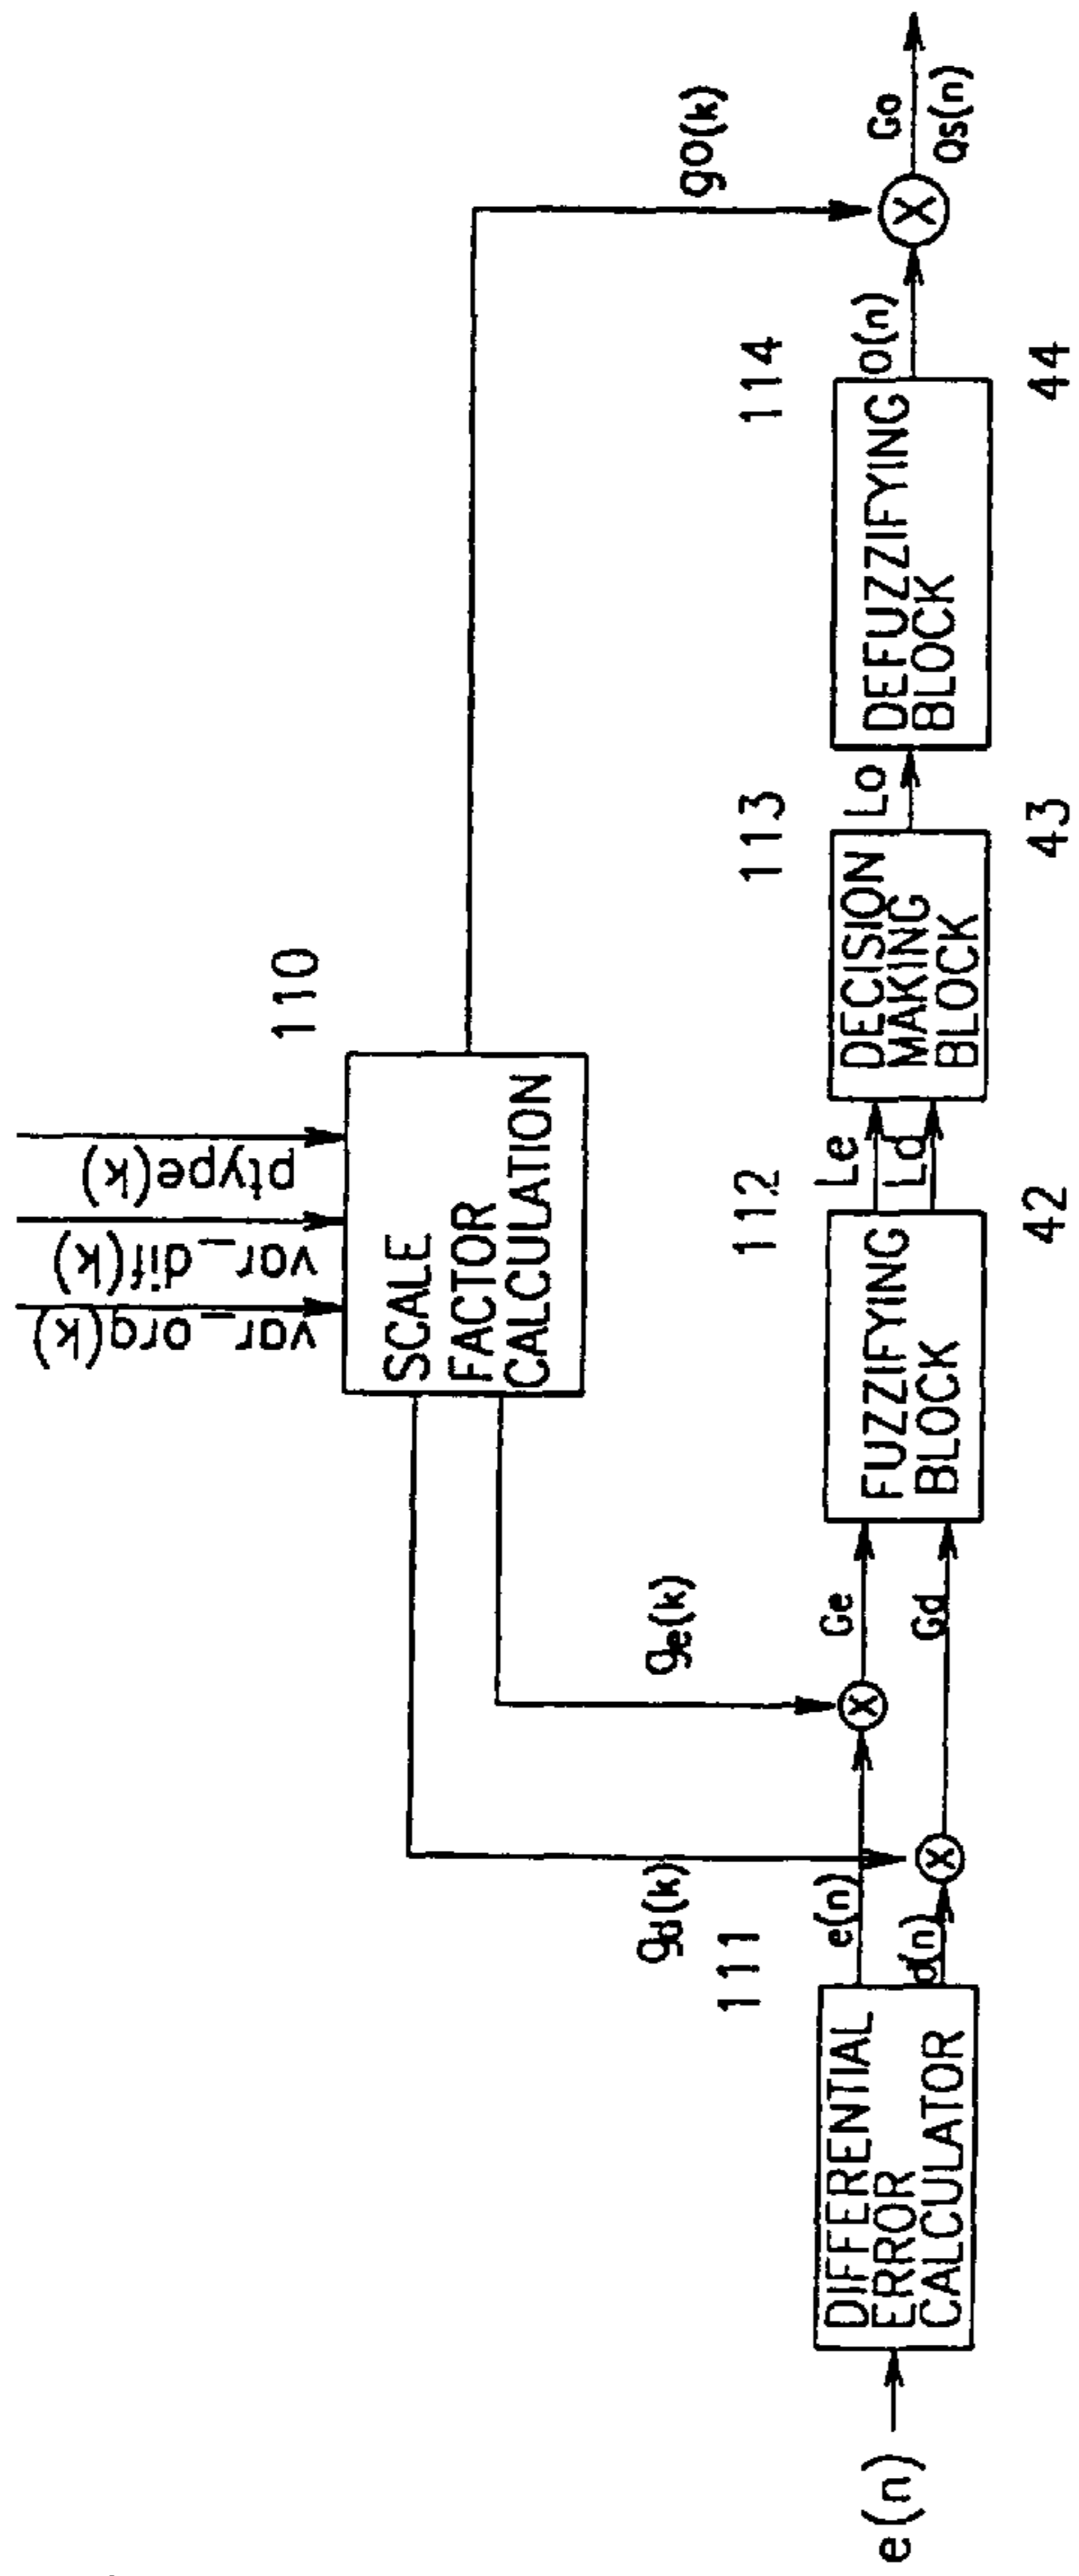 var_org(k)
var_dif(k)
ptype(k)
110
SCALE
FACTOR
CALCULATION
gd(k)
ge(k)
go(k)
111
112
113
114
e(n)
DIFFERENTIAL
ERROR
CALCULATOR
e(n)
d(n)
Ge
Gd
FUZZIFYING
BLOCK
Le
Ld
DECISION
MAKING
BLOCK
Lo
DEFUZZIFYING
BLOCK
O(n)
Go
Qs(n)
42
43
44